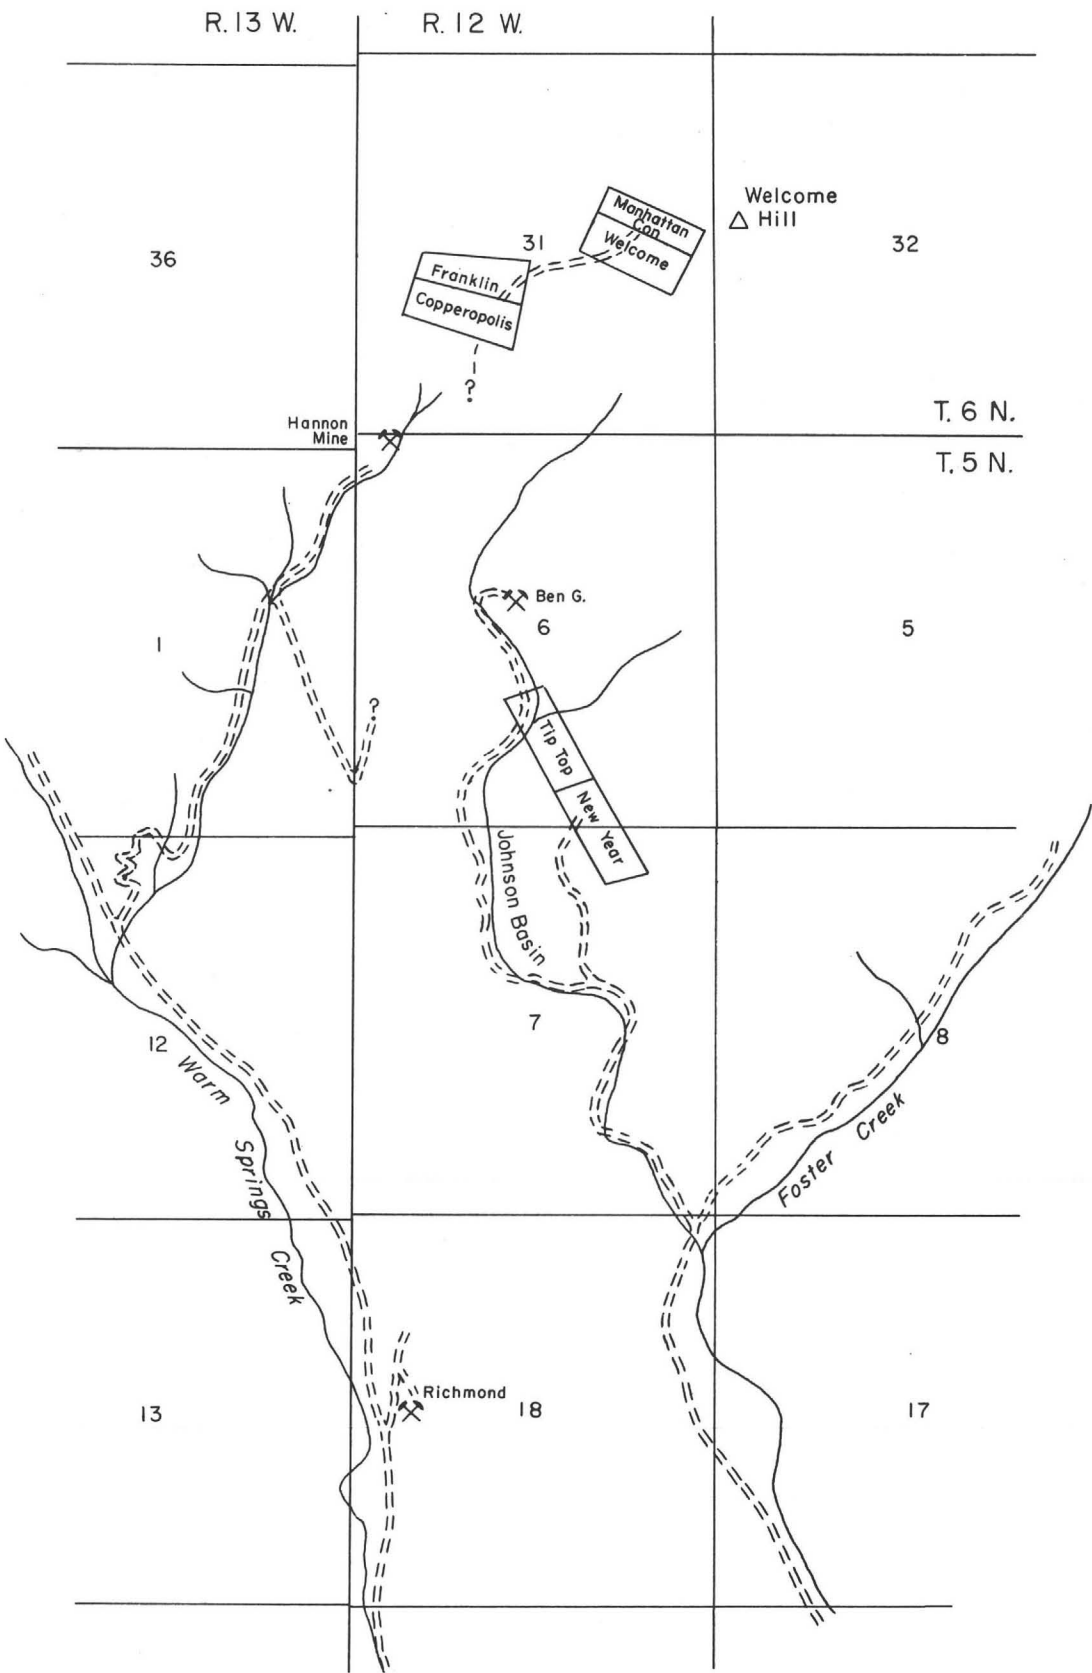 R. 13 W.
R. 12 W.
Welcome
Hill
Manhattan
Con
Welcome
31
32
36
Franklin
Copperopolis
?
T. 6 N.
Hannon
Mine
T. 5 N.
Ben G.
6
5
1
?
Tip Top
New Year
Johnson Basin
7
8
12
Warm
Springs
Creek
Foster Creek
Richmond
13
18
17